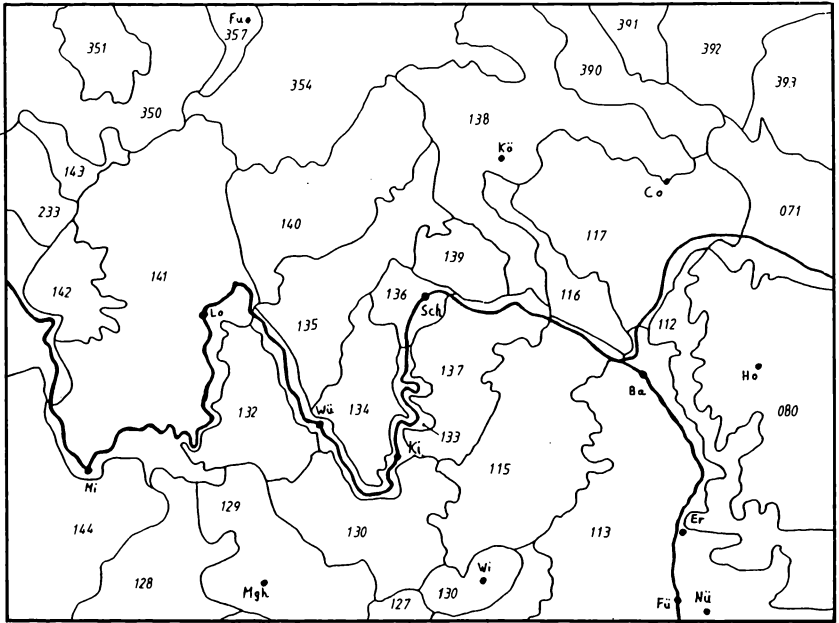 Fu
391
357
351
392
390
393
354
350
138
Kö
143
Co
233
071
117
140
139
141
142
136
116
Lo
Sch
135
112
137
Ho
Ba
132
134
Wü
080
133
Ki
115
Mi
129
Er
144
130
113
128
Mgh
Wi
130
127
Fü
Nü